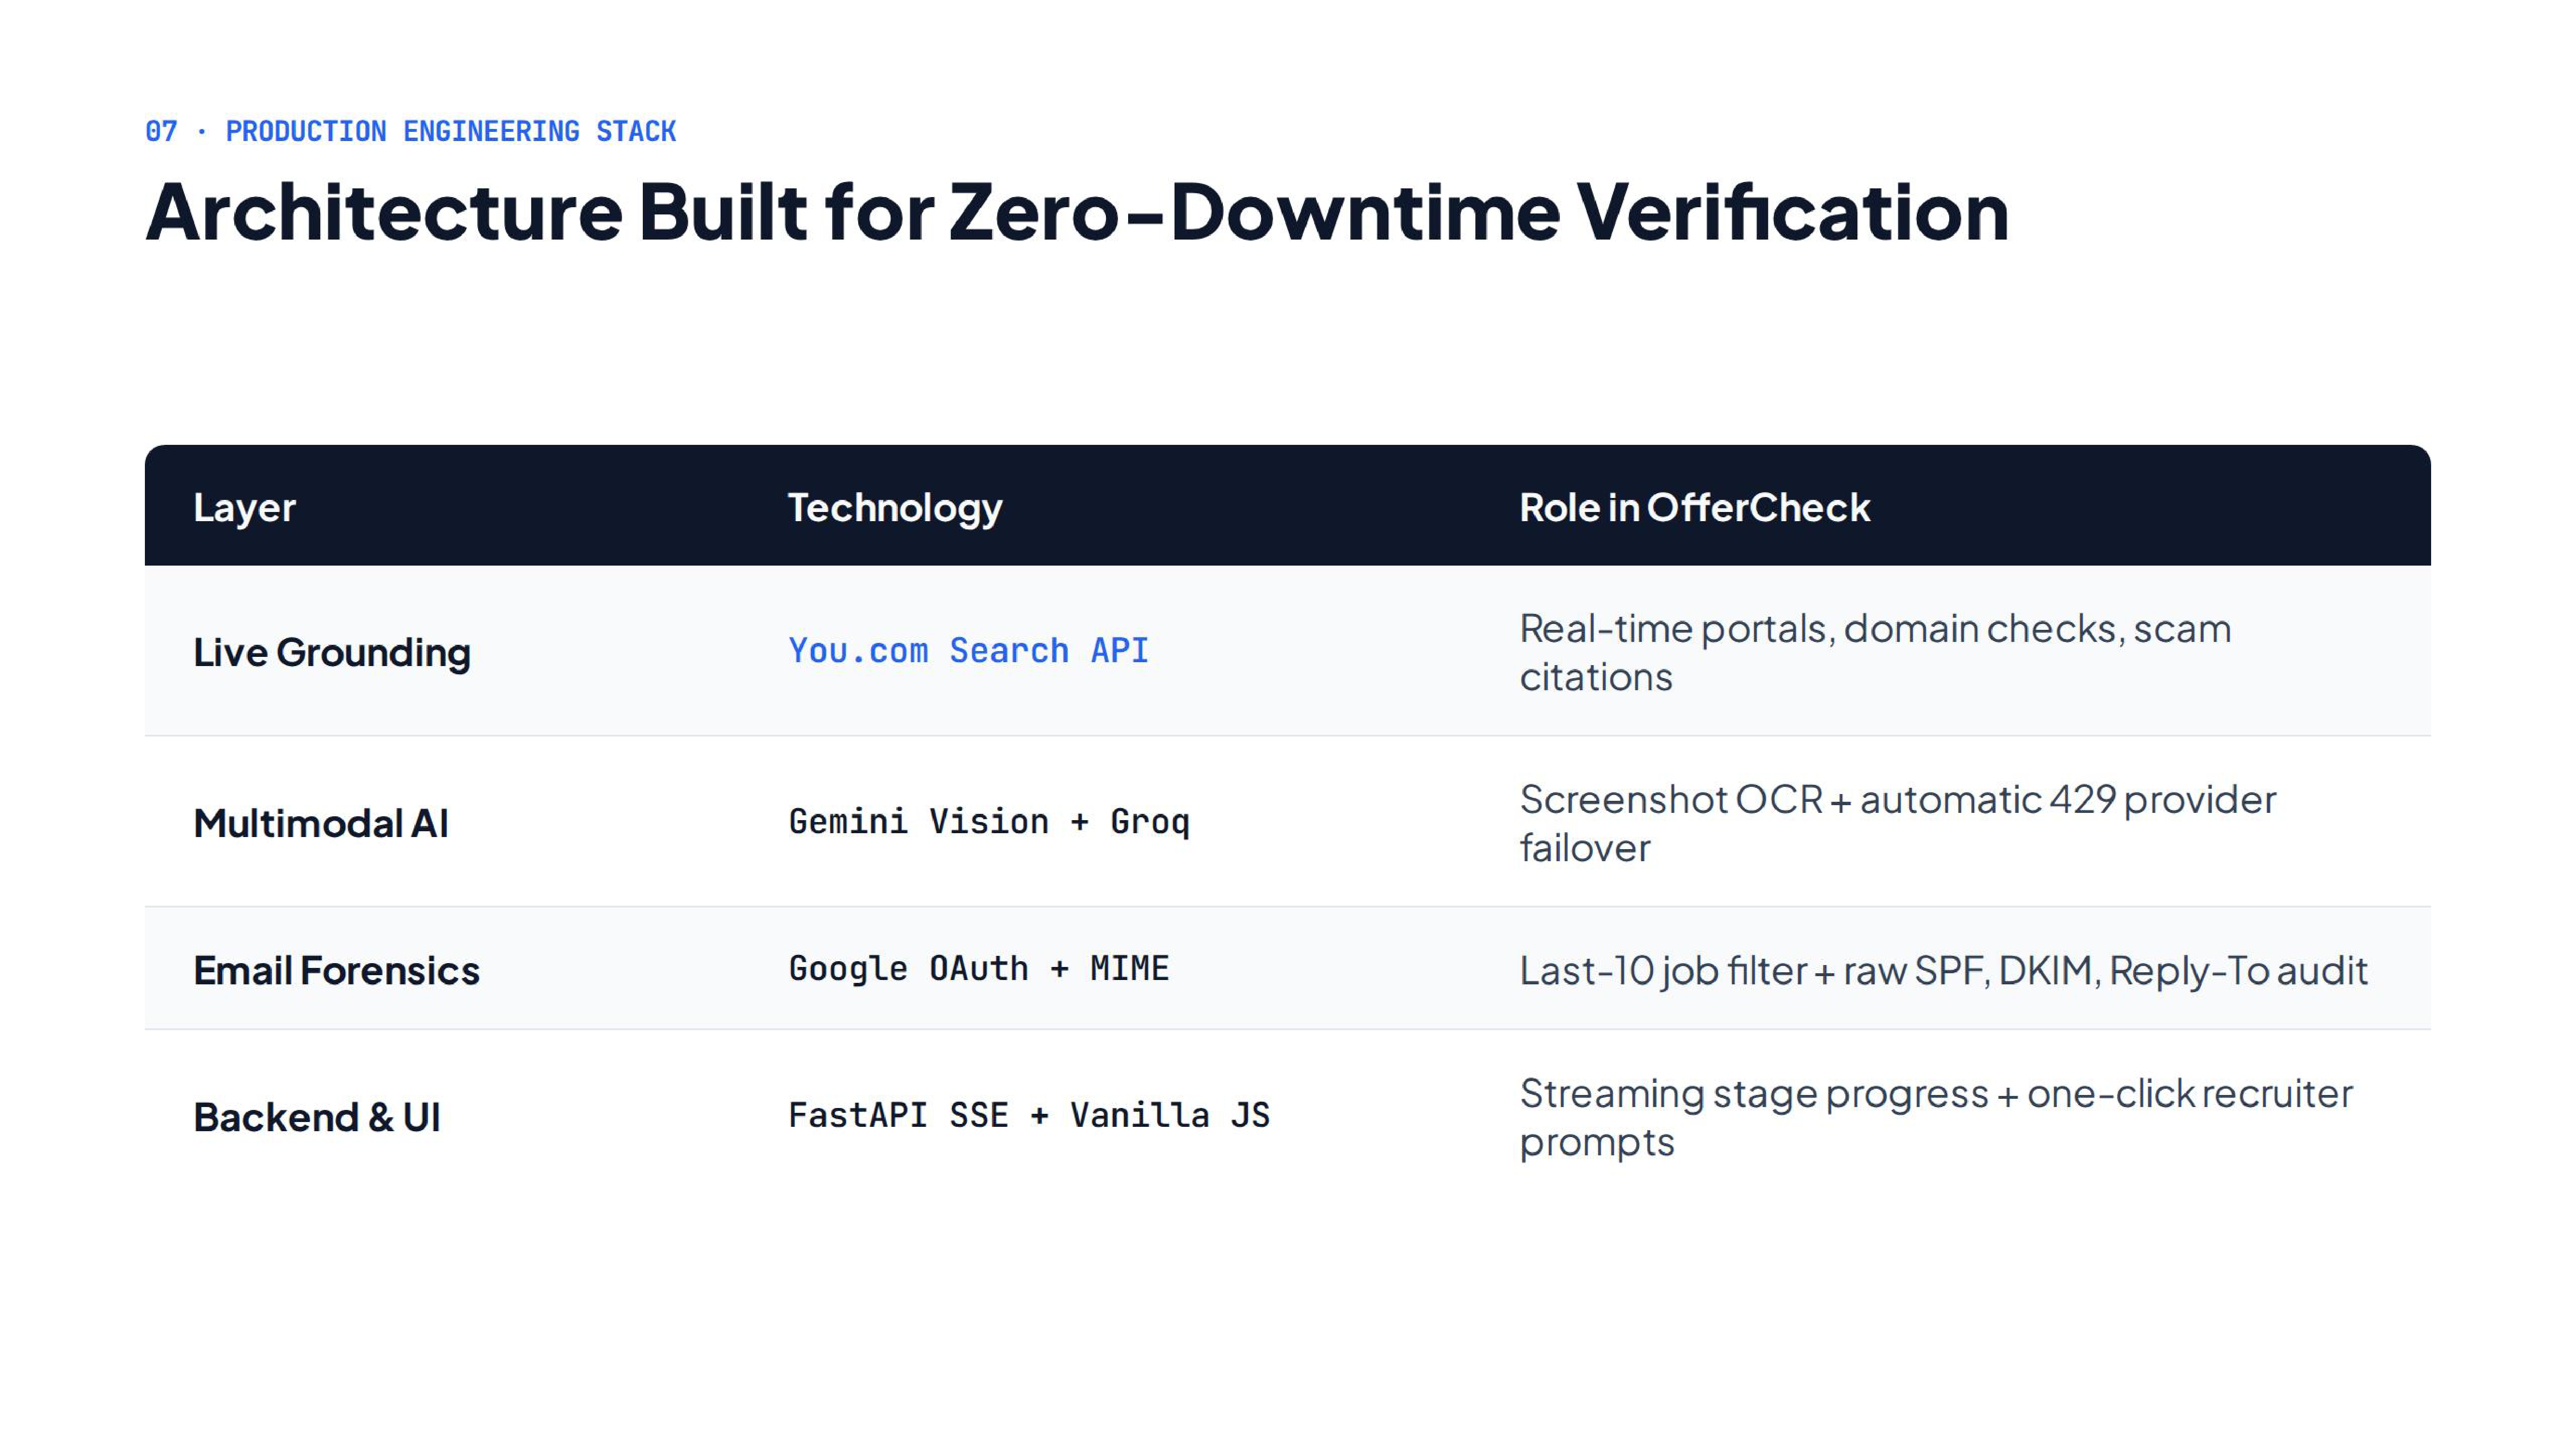 07 · PRODUCTION ENGINEERING STACK
Architecture Built for Zero-Downtime Verification
Layer Technology Role in OfferCheck
Live Grounding You.com Search API Real-time portals, domain checks, scam
citations
Multimodal AI Gemini Vision + Groq Screenshot OCR + automatic 429 provider
failover
Email Forensics Google OAuth + MIME Last-10 job filter + raw SPF, DKIM, Reply-To audit
Backend & UI FastAPI SSE + Vanilla JS Streaming stage progress + one-click recruiter
prompts